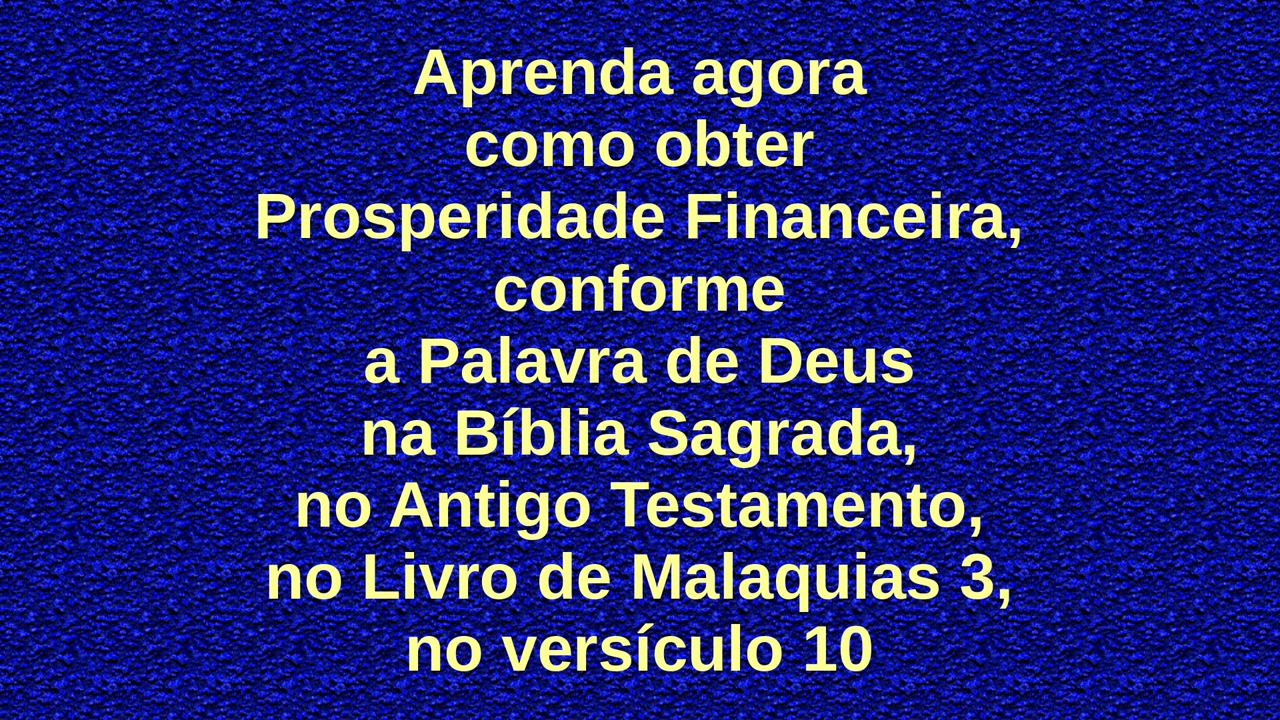 Aprenda agora
como obter
Prosperidade Financeira,
conforme
a Palavra de Deus
na Bíblia Sagrada,
no Antigo Testamento,
no Livro de Malaquias 3,
no versículo 10